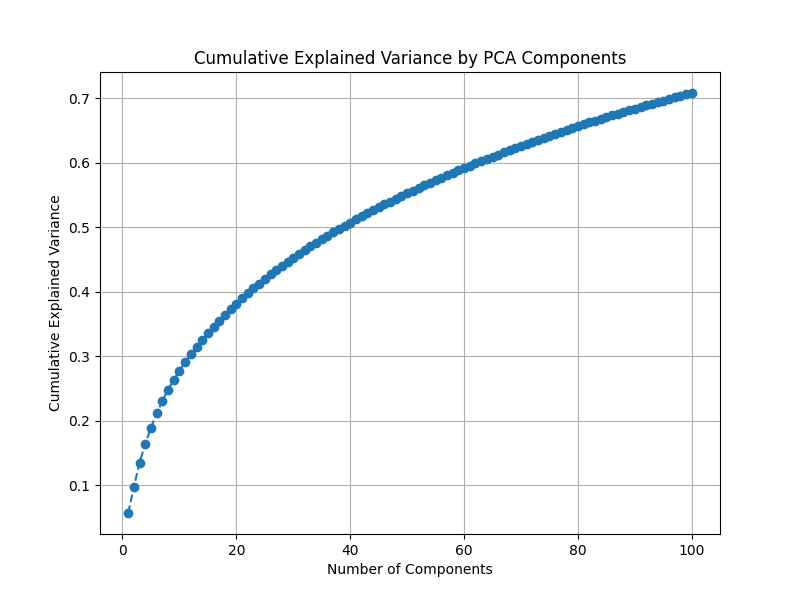 Cumulative Explained Variance by PCA Components
0.7
0.6
0.5
0.4
0.3
0.2
0.1
Cumulative Explained Variance
0 20 40 60 80 100
Number of Components